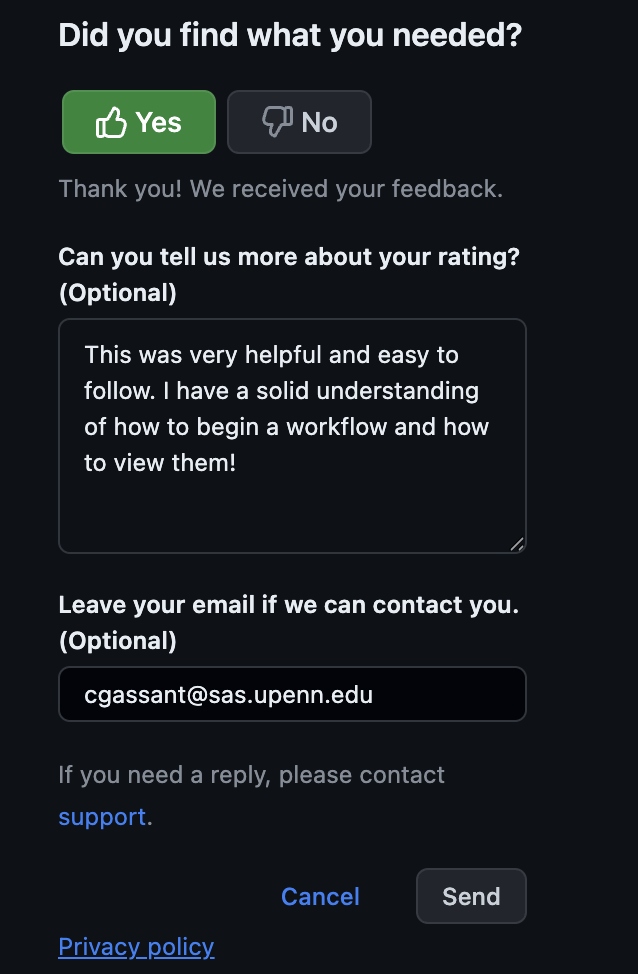 Did you find what you needed?
Yes
No
Thank you! We received your feedback.
Can you tell us more about your rating?
(Optional)
This was very helpful and easy to
follow. I have a solid understanding
of how to begin a workflow and how
to view them!
Leave your email if we can contact you.
(Optional)
cgassant@sas.upenn.edu
If you need a reply, please contact
support.
Cancel
Send
Privacy policy